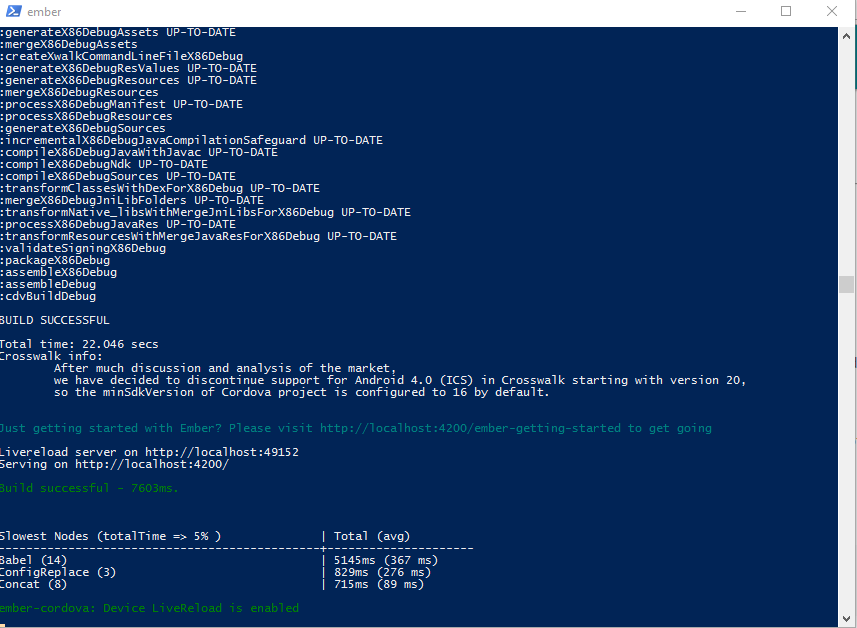 ember
:generateX86DebugAssets UP-TO-DATE
:mergeX86DebugAssets
:createXwalkCommandLineFileX86Debug
:generateX86DebugResValues UP-TO-DATE
:generateX86DebugResources UP-TO-DATE
:mergeX86DebugResources
:processX86DebugManifest UP-TO-DATE
:processX86DebugResources
:generateX86DebugSources
:incrementalX86DebugJavaCompilationSafeguard UP-TO-DATE
:compileX86DebugJavaWithJavac UP-TO-DATE
:compileX86DebugNdk UP-TO-DATE
:compileX86DebugSources UP-TO-DATE
:transformClassesWithDexForX86Debug UP-TO-DATE
:mergeX86DebugJniLibFolders UP-TO-DATE
:transformNative_libsWithMergeJniLibsForX86Debug UP-TO-DATE
:processX86DebugJavaRes UP-TO-DATE
:transformResourcesWithMergeJavaResForX86Debug UP-TO-DATE
:validateSigningX86Debug
:packageX86Debug
:assembleX86Debug
:assembleDebug
:cdvBuildDebug
BUILD SUCCESSFUL
Total time: 22.046 secs
Crosswalk info:
After much discussion and analysis of the market,
we have decided to discontinue support for Android 4.0 (ICS) in Crosswalk starting with version 20,
so the minSdkVersion of Cordova project is configured to 16 by default.
Just getting started with Ember? Please visit http://localhost:4200/ember-getting-started to get going
Livereload server on http://localhost:49152
Serving on http://localhost:4200/
Build successful - 7603ms.
Slowest Nodes (totalTime => 5% ) | Total (avg)
----------------------------------------------+---------------------
Babel (14) | 5145ms (367 ms)
ConfigReplace (3) | 829ms (276 ms)
Concat (8) | 715ms (89 ms)
ember-cordova: Device LiveReload is enabled